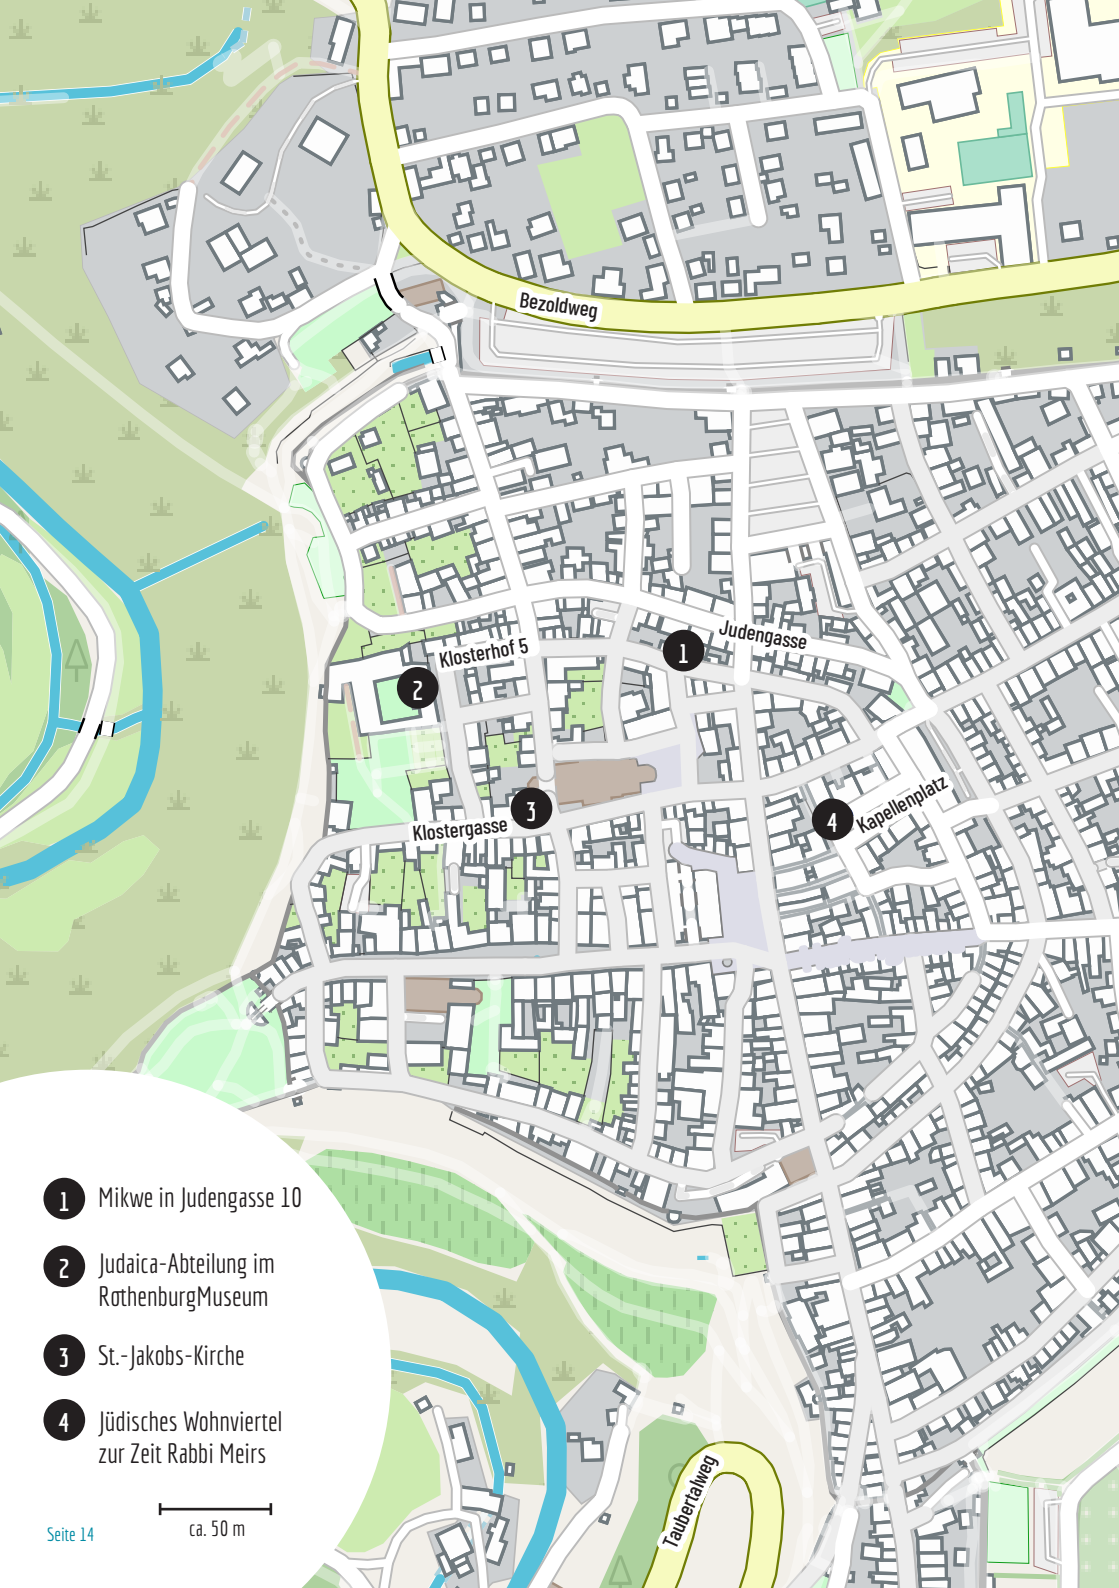 Bezoldweg
Judengasse
1
Klosterhof 5
2
3
Klostergasse
4
Kapellenplatz
Taubertalweg
1 Mikwe in Judengasse 10
2 Judaica-Abteilung im
RothenburgMuseum
3 St.-Jakobs-Kirche
4 Jüdisches Wohnviertel
zur Zeit Rabbi Meirs
Seite 14
ca. 50 m